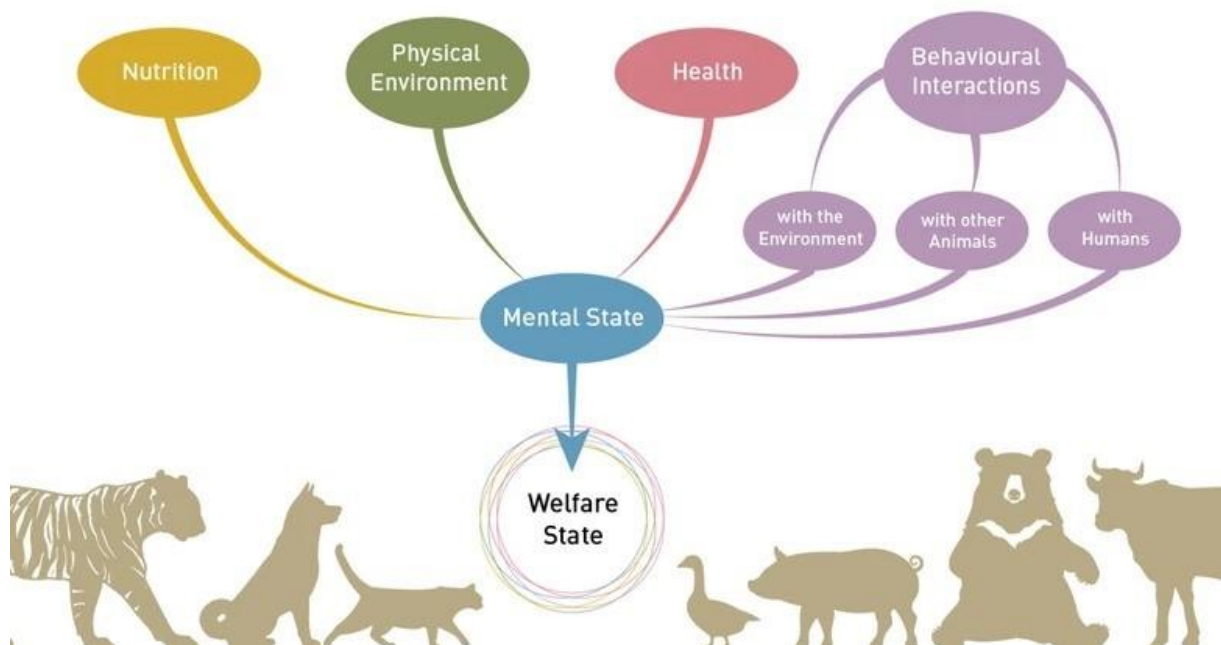 Nutrition
Physical
Environment
Health
Behavioural
Interactions
with the
Environment
with other
Animals
with
Humans
Mental State
Welfare
State